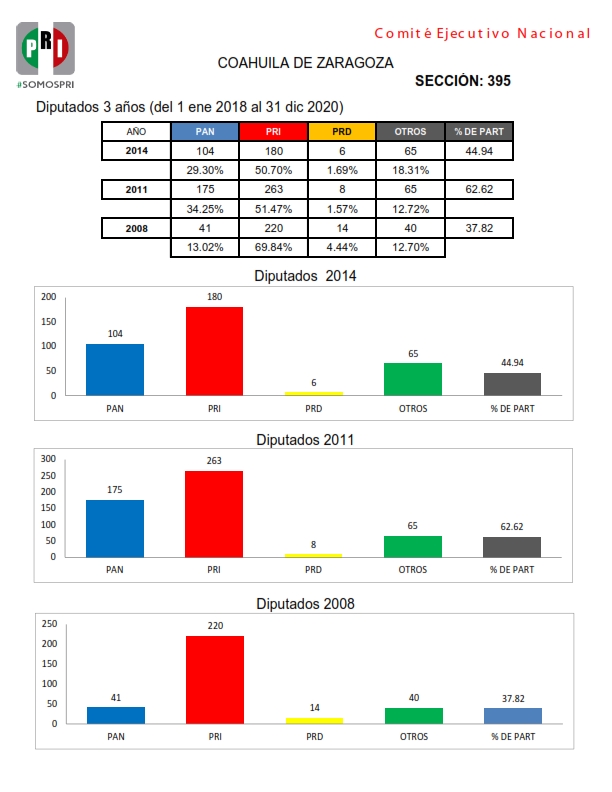 PRI
#SOMOSPRI
Comité Ejecutivo Nacional
COAHUILA DE ZARAGOZA
SECCIÓN: 395
Diputados 3 años (del 1 ene 2018 al 31 dic 2020)
AÑO PAN PRI PRD OTROS % DE PART
2014 104 180 6 65 44.94
29.30% 50.70% 1.69% 18.31%
2011 175 263 8 65 62.62
34.25% 51.47% 1.57% 12.72%
2008 41 220 14 40 37.82
13.02% 69.84% 4.44% 12.70%
Diputados 2014
200
150
100
50
0
104 180 6 65 44.94
PAN PRI PRD OTROS % DE PART
Diputados 2011
300
250
200
150
100
50
0
175 263 8 65 62.62
PAN PRI PRD OTROS % DE PART
Diputados 2008
250
200
150
100
50
0
41 220 14 40 37.82
PAN PRI PRD OTROS % DE PART